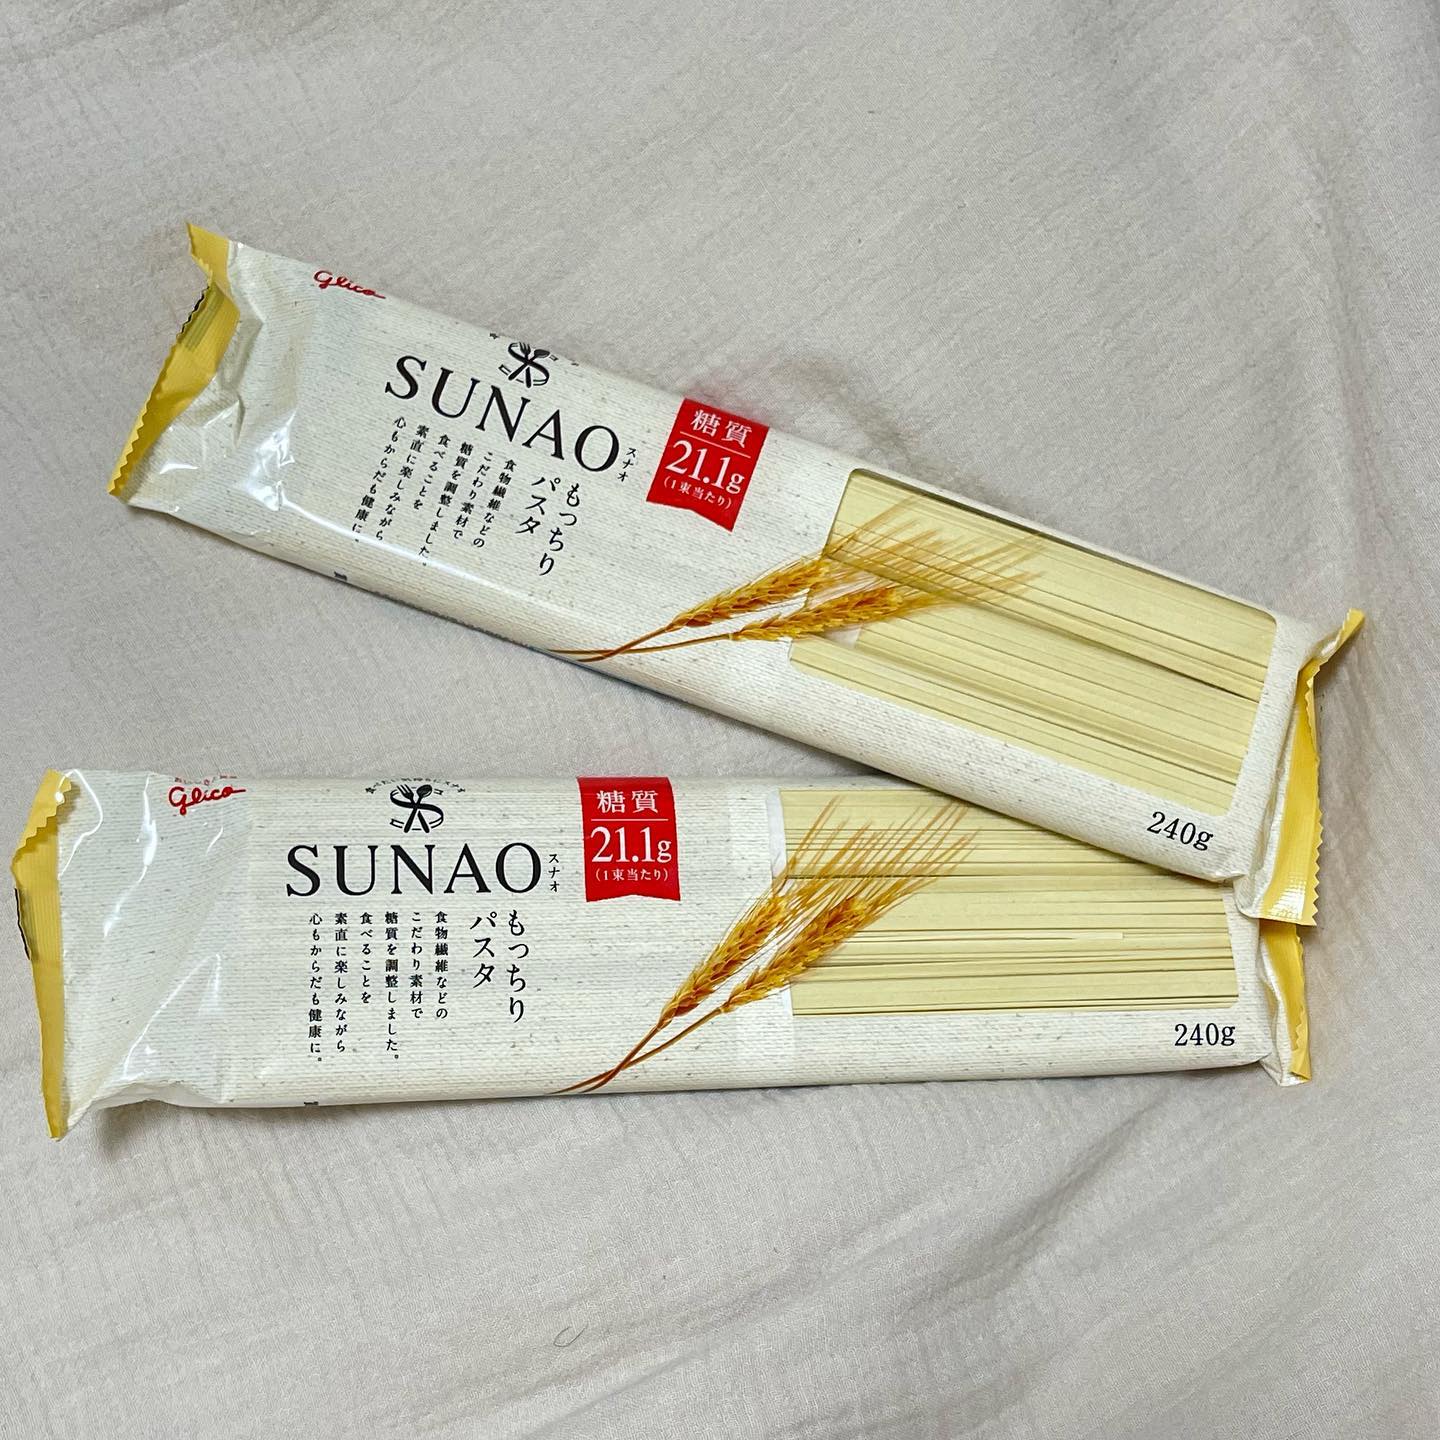 Glico
SUNAO
スナオ
糖質
21.1g
(1束当たり)
もっちり
パスタ
食物繊維などの
こだわり素材で
糖質を調整しました。
食べることを
素直に楽しみながら
心もからだも健康に。
240g
Glico
SUNAO
スナオ
糖質
21.1g
(1束当たり)
もっちり
パスタ
食物繊維などの
こだわり素材で
糖質を調整しました。
食べることを
素直に楽しみながら
心もからだも健康に。
240g